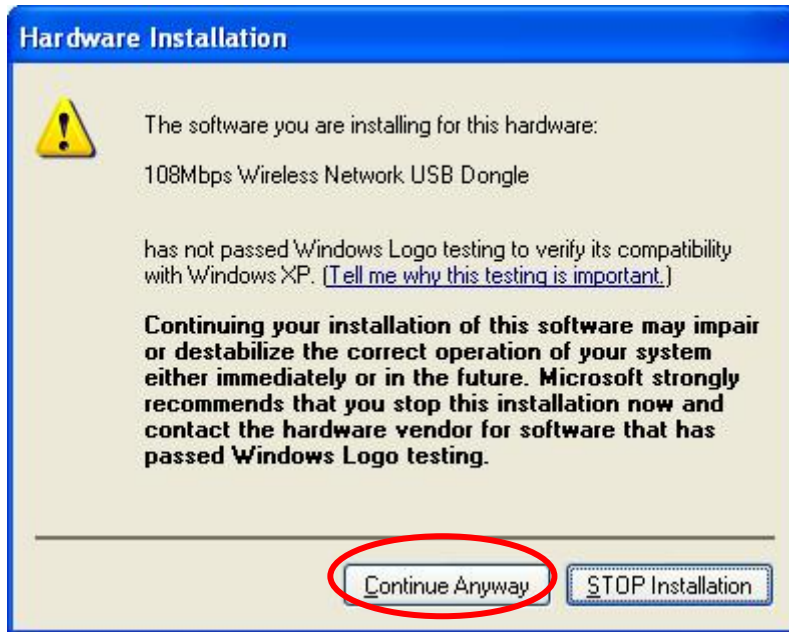 Hardware Installation
The software you are installing for this hardware:
108Mbps Wireless Network USB Dongle
has not passed Windows Logo testing to verify its compatibility
with Windows XP. (Tell me why this testing is important.)
Continuing your installation of this software may impair
or destabilize the correct operation of your system
either immediately or in the future. Microsoft strongly
recommends that you stop this installation now and
contact the hardware vendor for software that has
passed Windows Logo testing.
Continue Anyway
STOP Installation